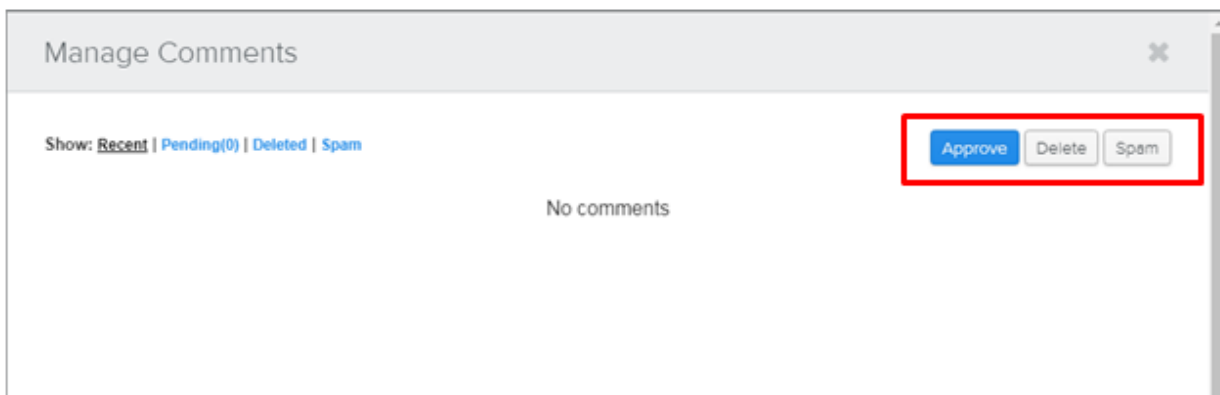 Manage Comments
Show: Recent | Pending(0) | Deleted | Spam
Approve Delete Spam
No comments